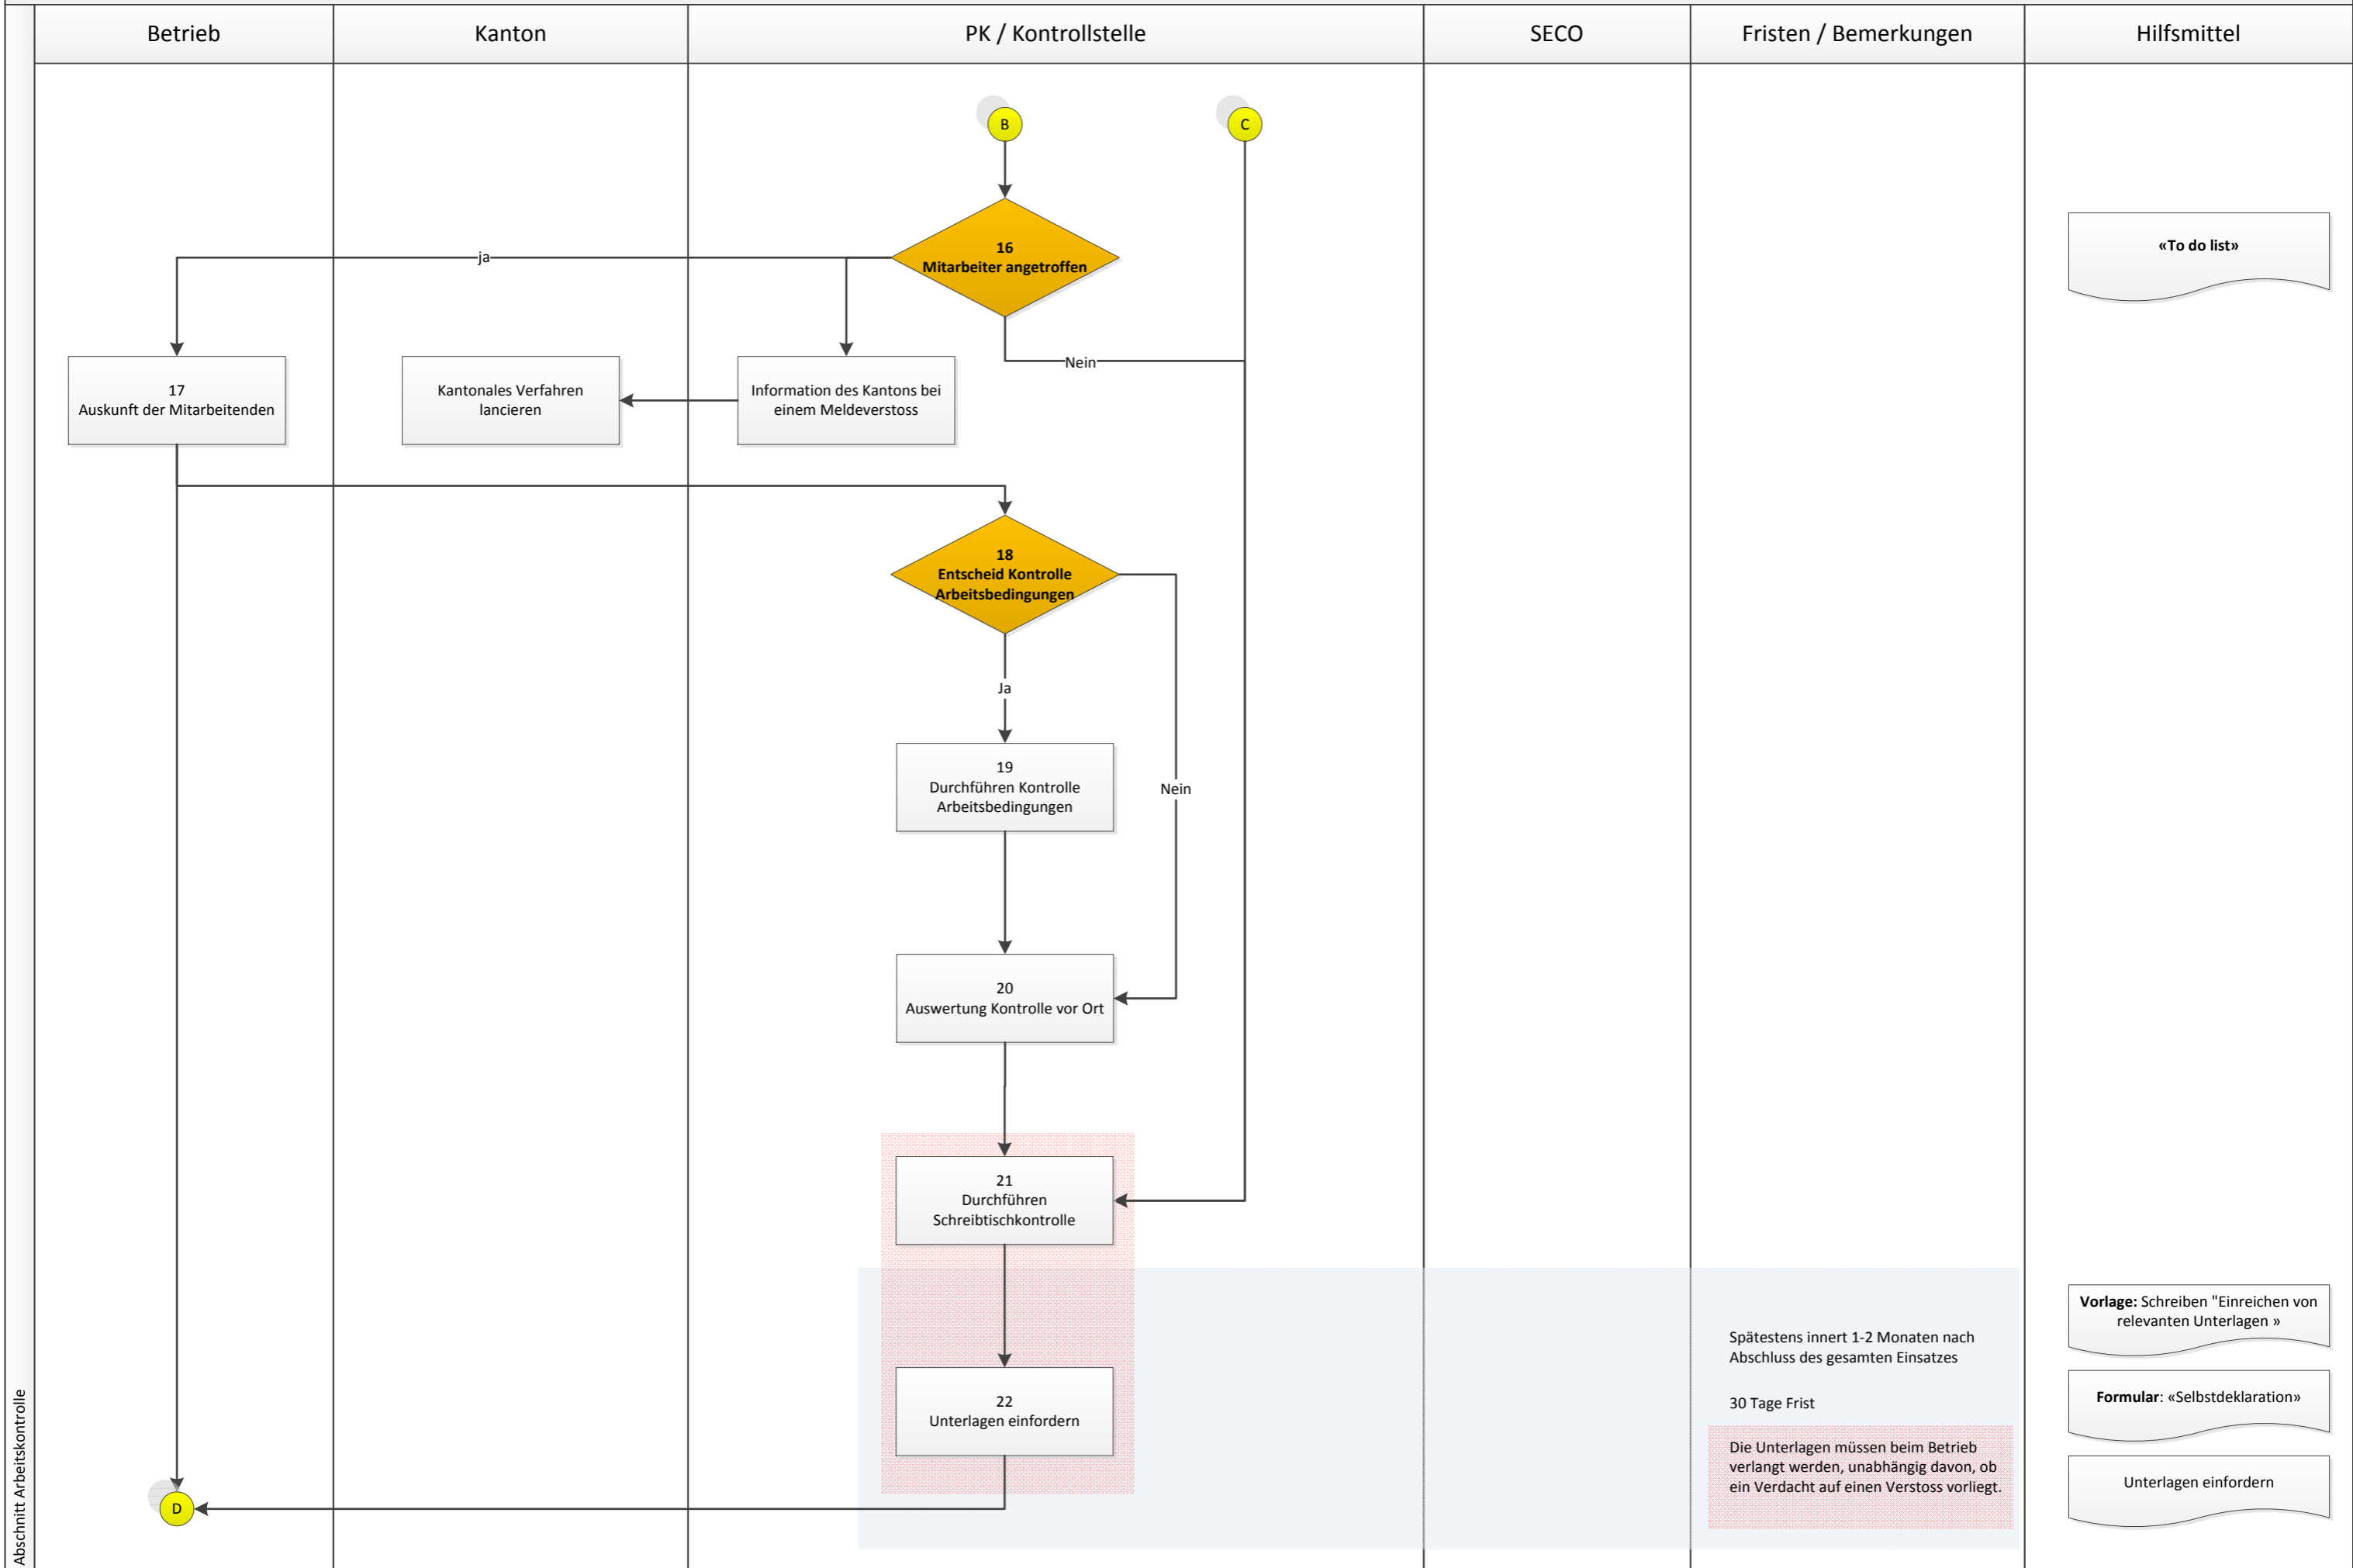 Betrieb
Kanton
PK / Kontrollstelle
SECO
Fristen / Bemerkungen
Hilfsmittel
B
C
16
Mitarbeiter angetroffen
«To do list»
ja
Nein
17
Auskunft der Mitarbeitenden
Kantonales Verfahren
lancieren
Information des Kantons bei
einem Meldeverstoss
18
Entscheid Kontrolle
Arbeitsbedingungen
Ja
Nein
19
Durchführen Kontrolle
Arbeitsbedingungen
20
Auswertung Kontrolle vor Ort
21
Durchführen
Schreibtischkontrolle
22
Unterlagen einfordern
Spätestens innert 1-2 Monaten nach
Abschluss des gesamten Einsatzes
30 Tage Frist
Die Unterlagen müssen beim Betrieb
verlangt werden, unabhängig davon, ob
ein Verdacht auf einen Verstoss vorliegt.
Vorlage: Schreiben "Einreichen von
relevanten Unterlagen »
Formular: «Selbstdeklaration»
Unterlagen einfordern
D
Abschnitt Arbeitskontrolle